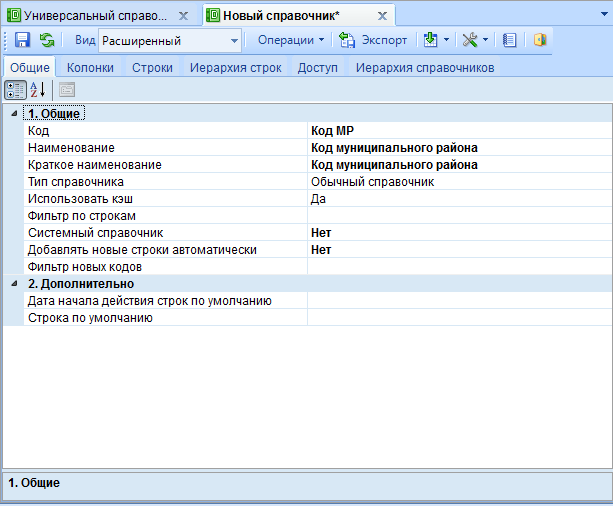 Универсальный справо... Новый справочник*
Вид Расширенный Операции Экспорт
Общие Колонки Строки Иерархия строк Доступ Иерархия справочников
1. Общие
Код Код МР
Наименование Код муниципального района
Краткое наименование Код муниципального района
Тип справочника Обычный справочник
Использовать кэш Да
Фильтр по строкам
Системный справочник Нет
Добавлять новые строки автоматически Нет
Фильтр новых кодов
2. Дополнительно
Дата начала действия строк по умолчанию
Строка по умолчанию
1. Общие